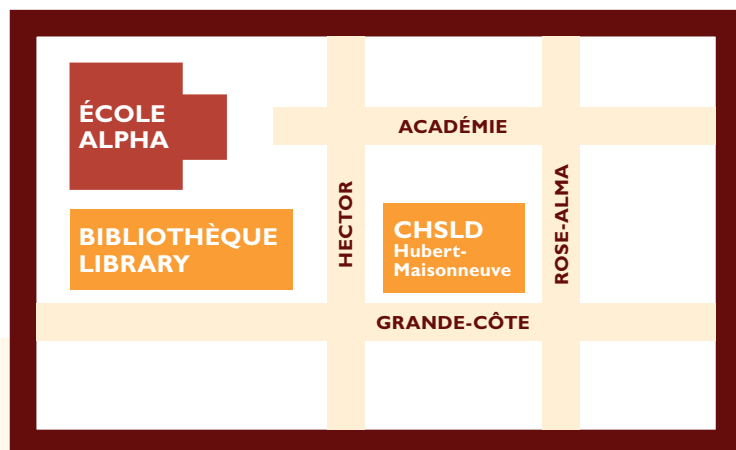 ÉCOLE
ALPHA
ACADÉMIE
BIBLIOTHÈQUE
LIBRARY
HECTOR
CHSLD
Hubert-
Maisonneuve
ROSE-ALMA
GRANDE-CÔTE